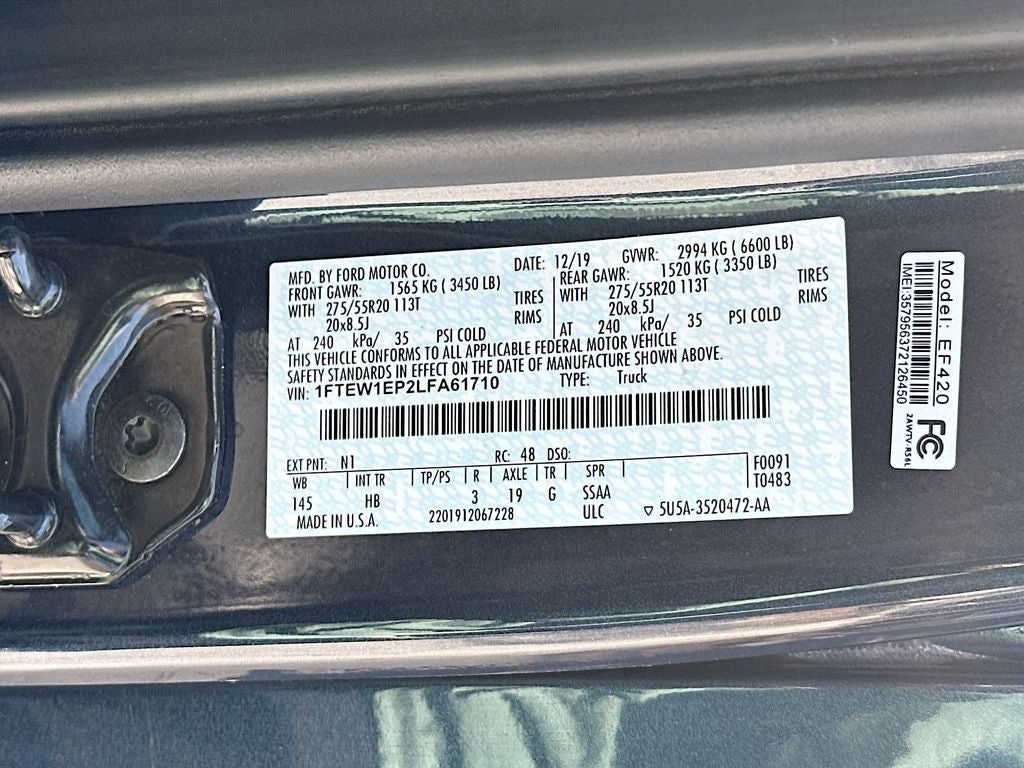 MFD. BY FORD MOTOR CO. DATE: 12/19 GVWR: 2994 KG ( 6600 LB)
FRONT GAWR: 1565 KG ( 3450 LB) REAR GAWR: 1520 KG ( 3350 LB)
WITH 275/55R20 113T TIRES WITH 275/55R20 113T TIRES
20x8.5J RIMS 20x8.5J RIMS
AT 240 kPa/ 35 PSI COLD AT 240 kPa/ 35 PSI COLD
THIS VEHICLE CONFORMS TO ALL APPLICABLE FEDERAL MOTOR VEHICLE
SAFETY STANDARDS IN EFFECT ON THE DATE OF MANUFACTURE SHOWN ABOVE.
VIN: 1FTEW1EP2LFA61710 TYPE: Truck
EXT PNT: N1 RC: 48 DSO: F0091
WB INT TR TP/PS R AXLE TR SPR T0483
145 HB 3 19 G SSAA
MADE IN U.S.A. 2201912067228 ULC ▽ 5U5A-3520472-AA
Model: EF420
IMEI:357956372126450
FC
2AWTV-R56L